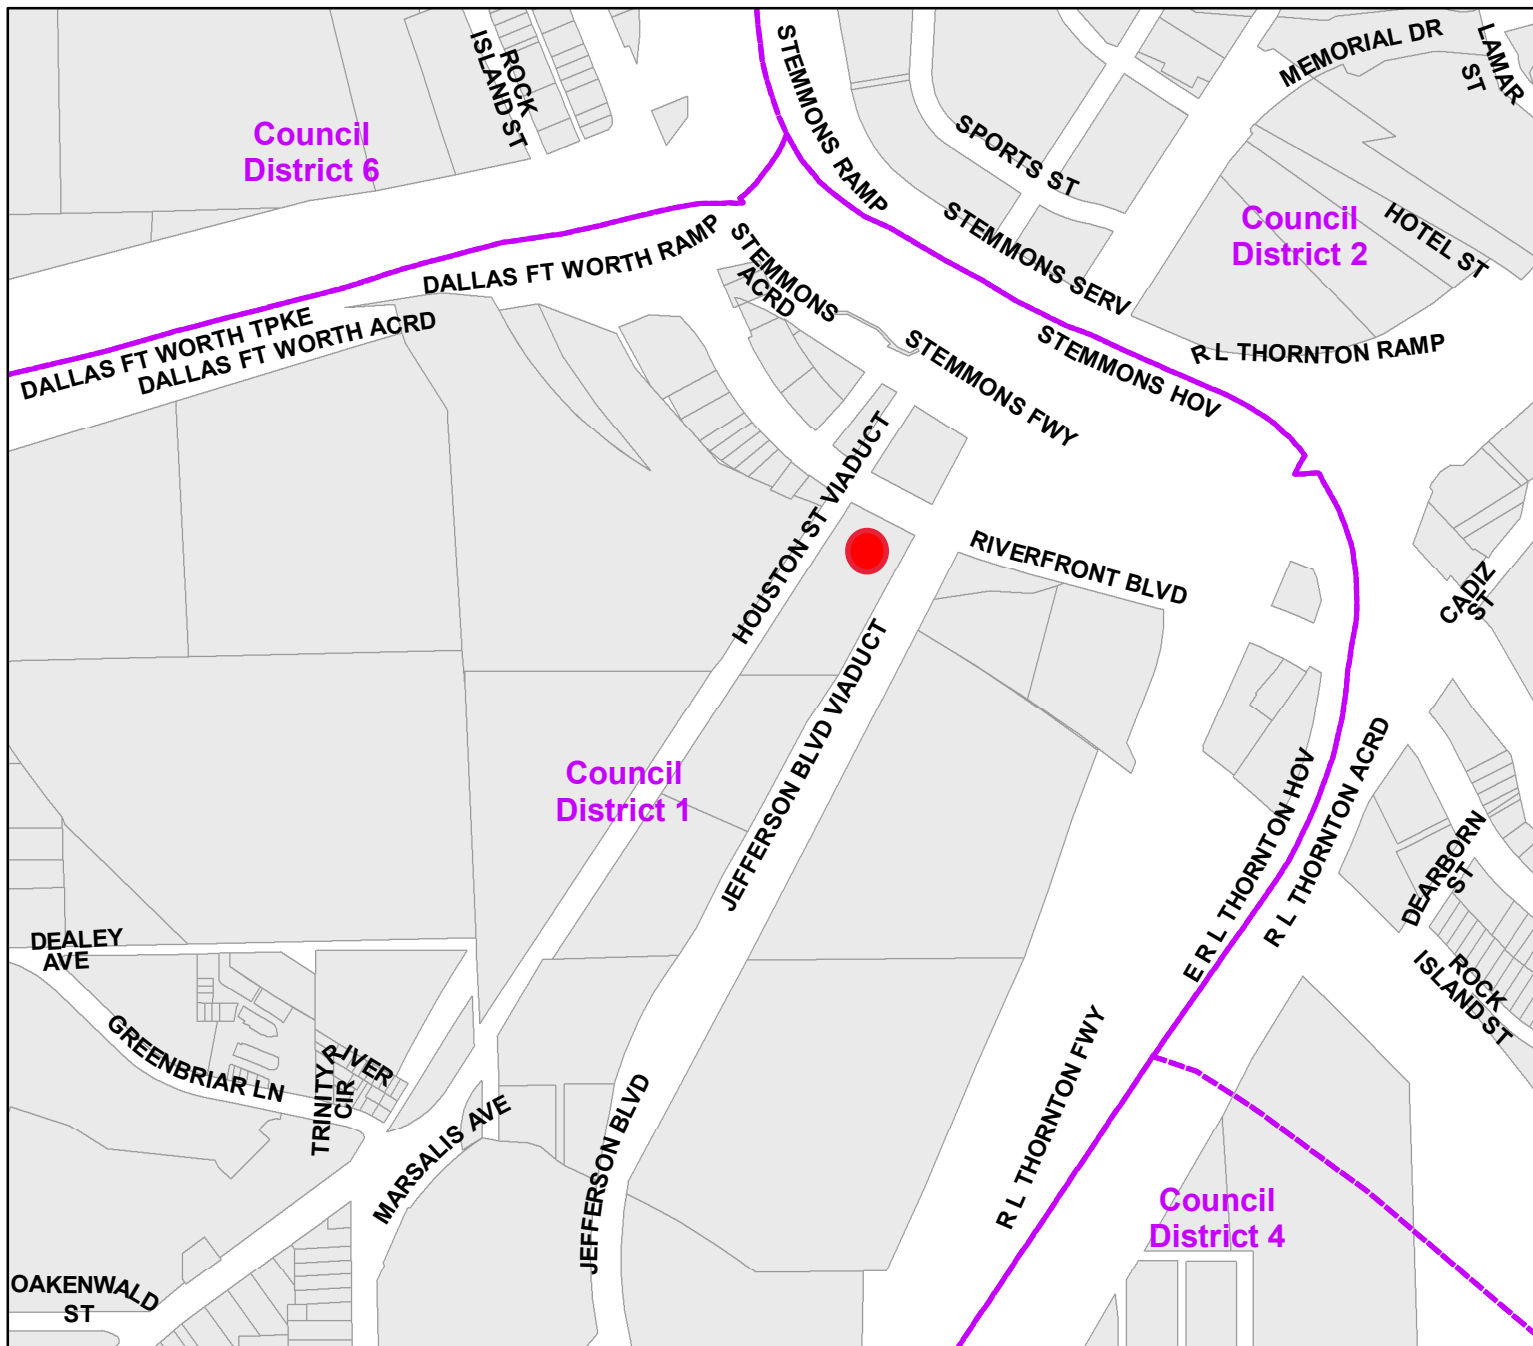 ROCK
ISLAND ST
STEMMONS RAMP
MEMORIAL DR
LAMAR
ST
Council
District 6
SPORTS ST
STEMMONS SERV
Council
District 2
HOTEL ST
DALLAS FT WORTH RAMP
STEMMONS
ACRD
DALLAS FT WORTH TPKE
DALLAS FT WORTH ACRD
STEMMONS FWY
STEMMONS HOV
R L THORNTON RAMP
HOUSTON ST VIADUCT
RIVERFRONT BLVD
CADIZ
ST
JEFFERSON BLVD VIADUCT
Council
District 1
E R L THORNTON HOV
R L THORNTON ACRD
DEARBORN
ST
DEALEY
AVE
ROCK
ISLAND ST
GREENBRIAR LN
TRINITY RIVER
CIR
MARSALIS AVE
JEFFERSON BLVD
R L THORNTON FWY
Council
District 4
OAKENWALD
ST